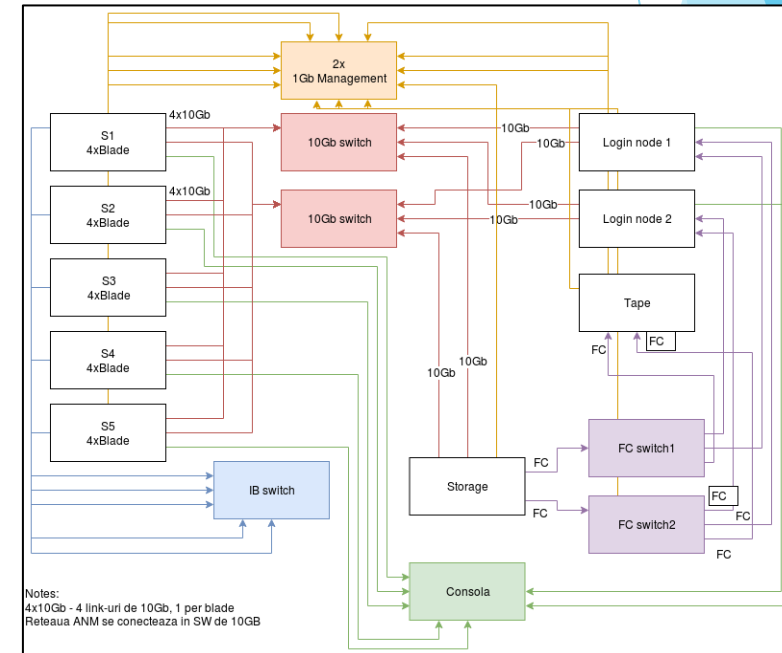 2x
1Gb Management
S1
4xBlade
4x10Gb
10Gb switch
10Gb
10Gb
Login node 1
S2
4xBlade
4x10Gb
10Gb switch
10Gb
10Gb
Login node 2
S3
4xBlade
Tape
S4
4xBlade
10Gb
10Gb
FC
FC
S5
4xBlade
FC switch1
IB switch
Storage
FC
FC
FC switch2
FC
FC
FC
Consola
Notes:
4x10Gb - 4 link-uri de 10Gb, 1 per blade
Reteaua ANM se conecteaza in SW de 10GB